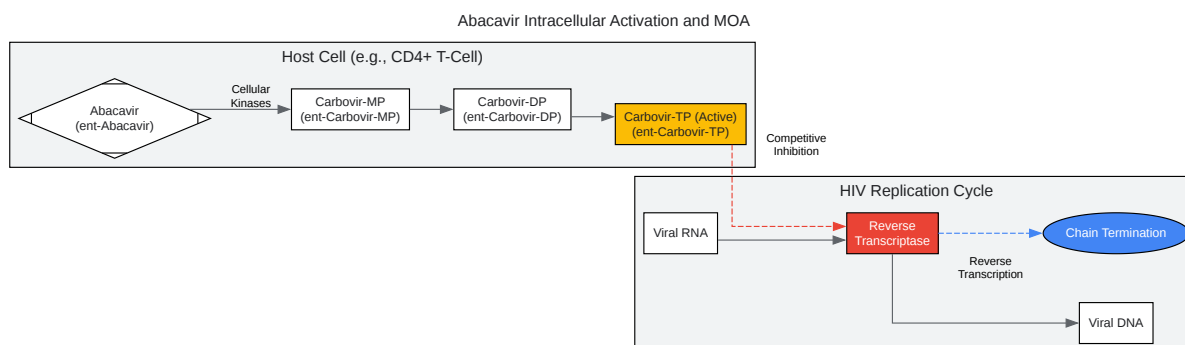 Abacavir Intracellular Activation and MOA
Host Cell (e.g., CD4+ T-Cell)
Abacavir
(ent-Abacavir)
Cellular
Kinases
Carbovir-MP
(ent-Carbovir-MP)
Carbovir-DP
(ent-Carbovir-DP)
Carbovir-TP (Active)
(ent-Carbovir-TP)
Competitive
Inhibition
HIV Replication Cycle
Viral RNA
Reverse
Transcriptase
Chain Termination
Reverse
Transcription
Viral DNA